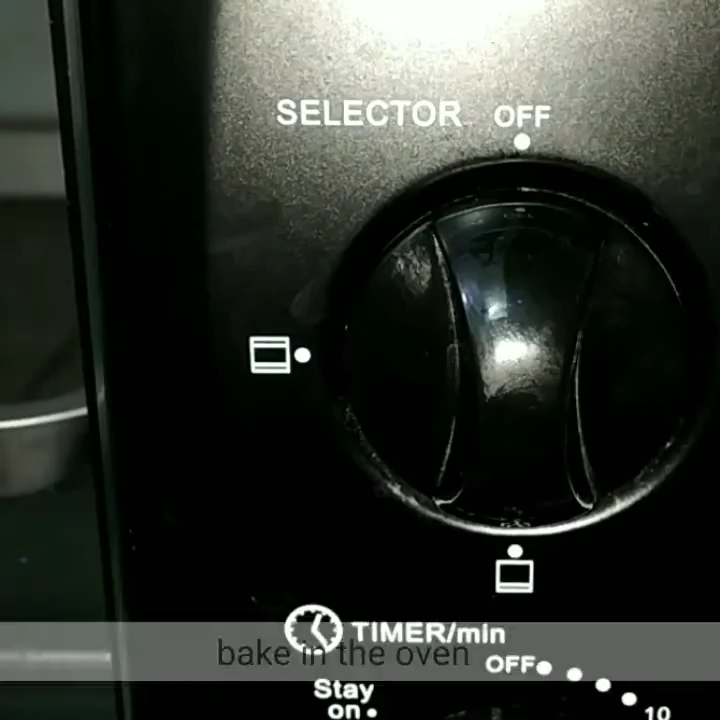 SELECTOR OFF
TIMER/min
bake in the oven
OFF
Stay
on
10